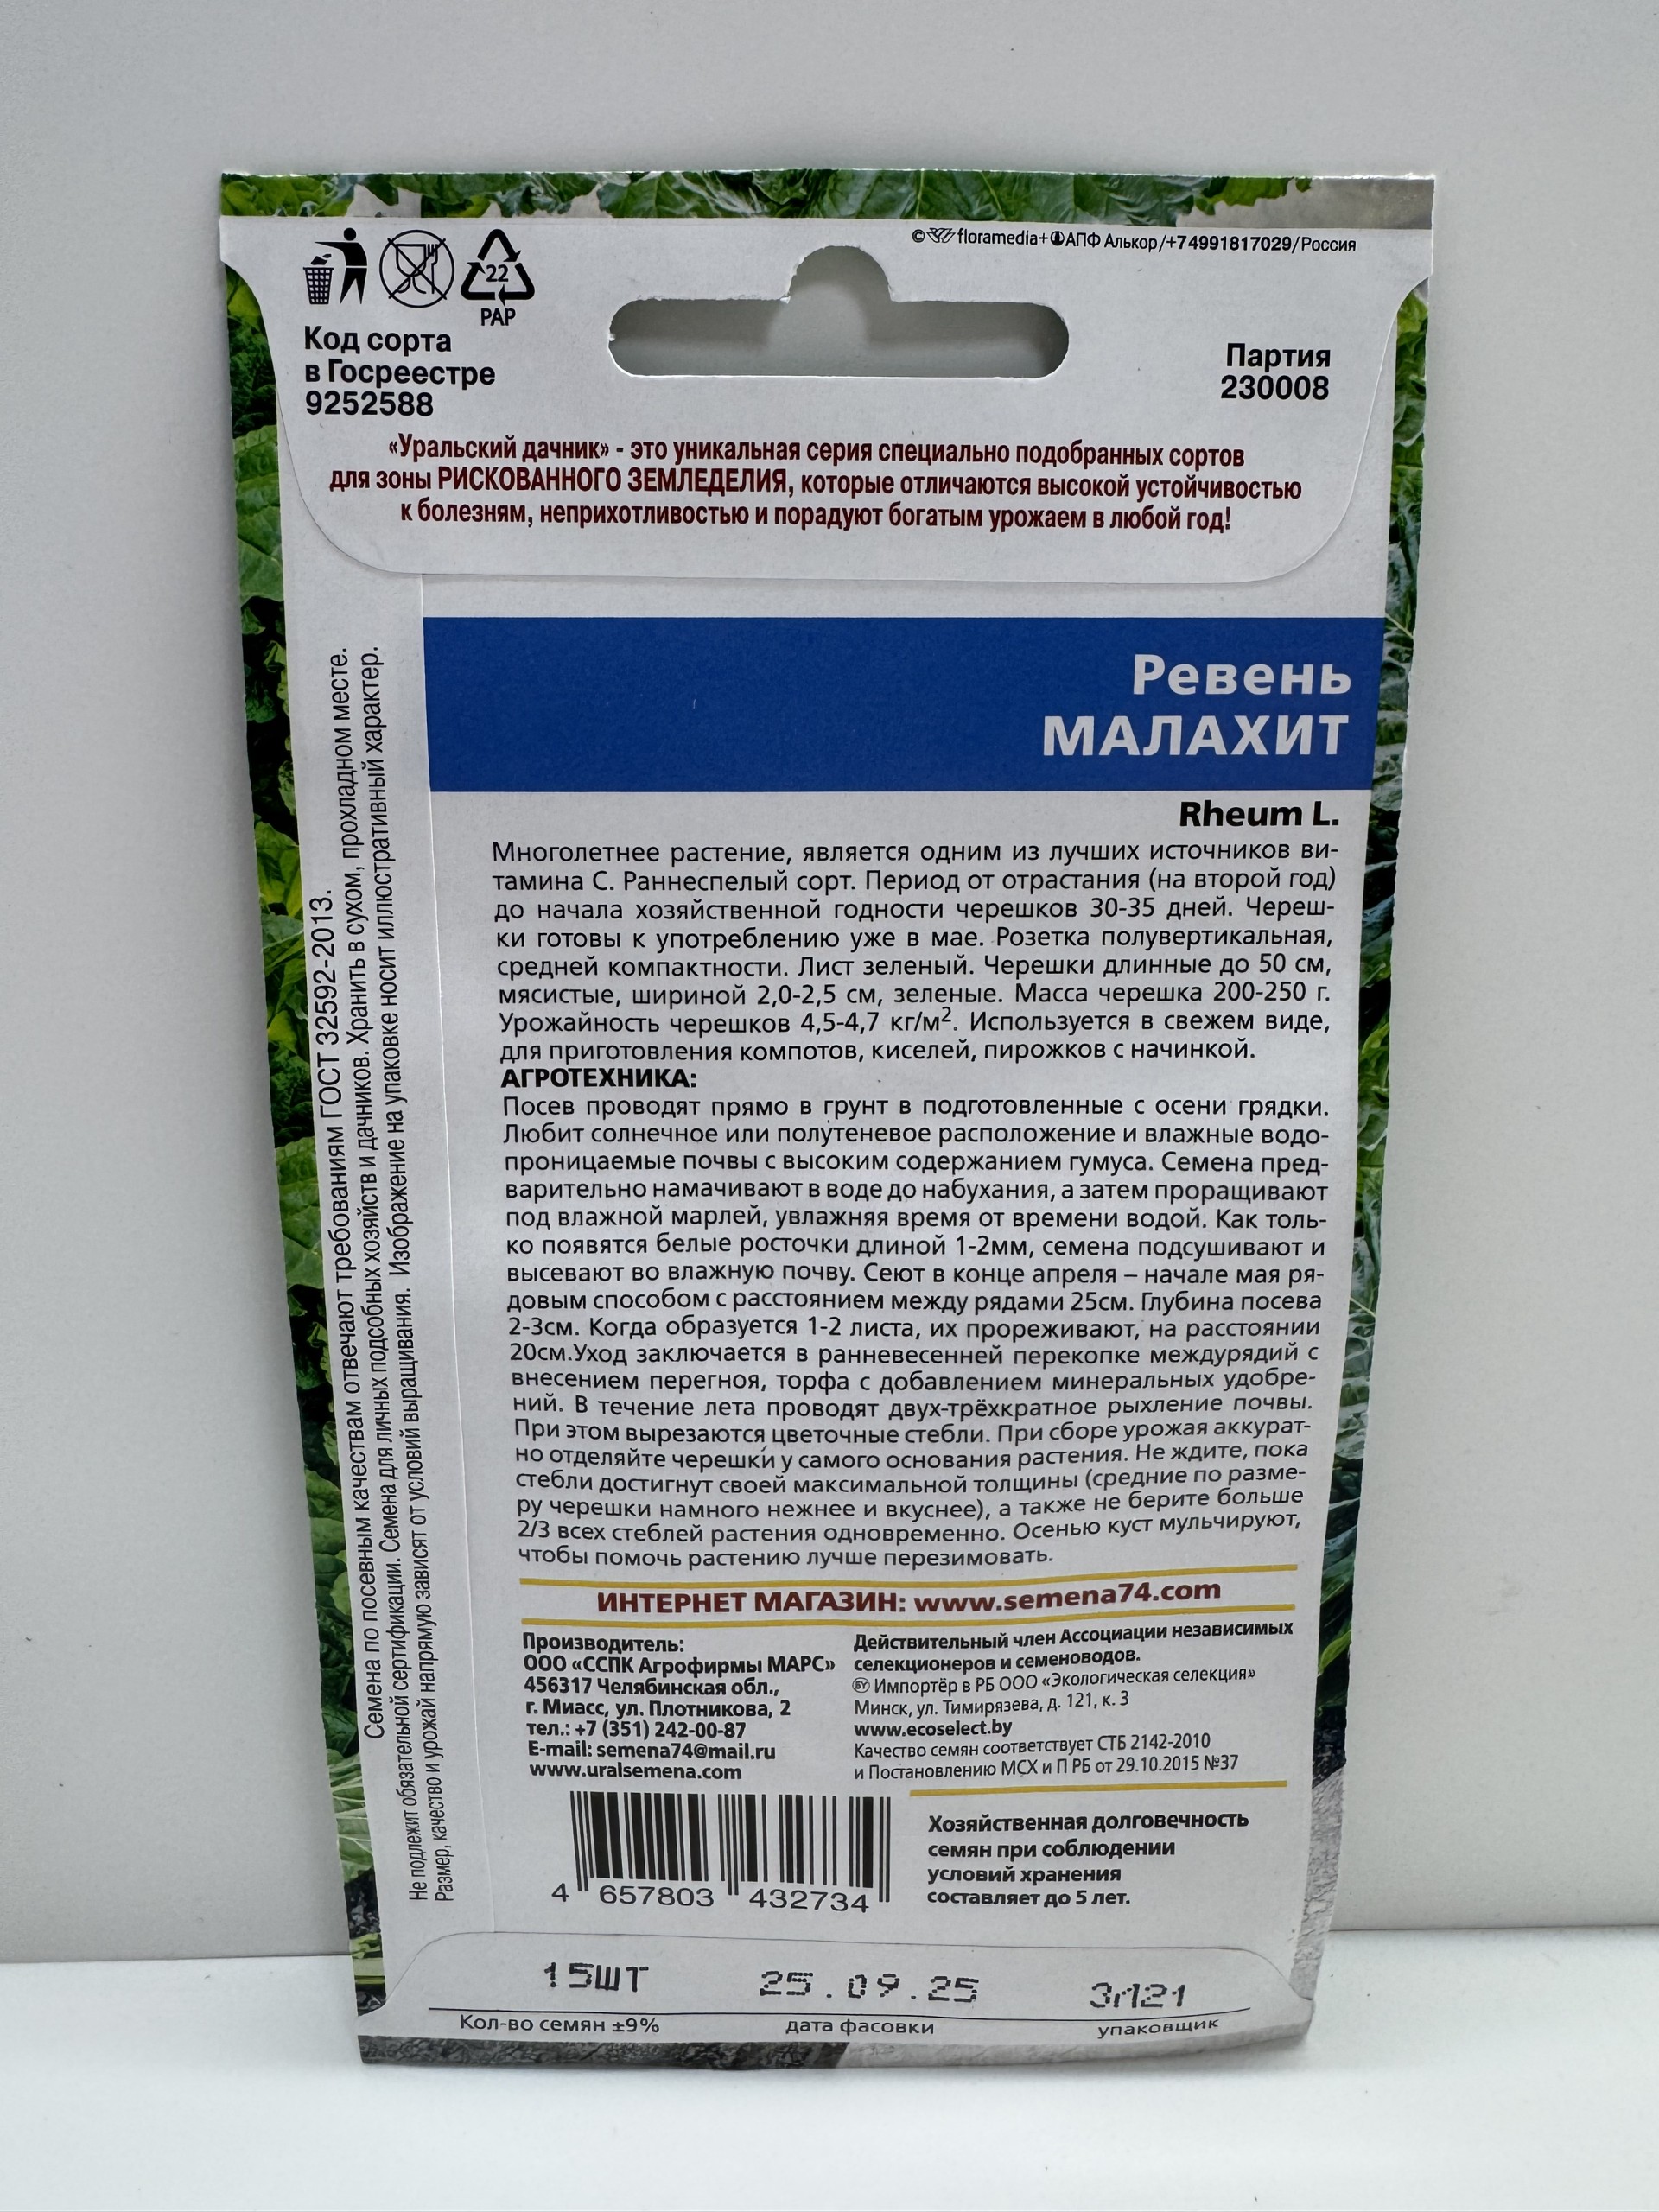 © floramedia+АПФ Алькор/+74991817029/Россия
22
PAP
Код сорта
в Госреестре
9252588
Партия
230008
«Уральский дачник» - это уникальная серия специально подобранных сортов
для зоны РИСКОВАННОГО ЗЕМЛЕДЕЛИЯ, которые отличаются высокой устойчивостью
к болезням, неприхотливостью и порадуют богатым урожаем в любой год!
Ревень
МАЛАХИТ
Rheum L.
Многолетнее растение, является одним из лучших источников ви-
тамина С. Раннеспелый сорт. Период от отрастания (на второй год)
до начала хозяйственной годности черешков 30-35 дней. Череш-
ки готовы к употреблению уже в мае. Розетка полувертикальная,
средней компактности. Лист зеленый. Черешки длинные до 50 см,
мясистые, шириной 2,0-2,5 см, зеленые. Масса черешка 200-250 г.
Урожайность черешков 4,5-4,7 кг/м². Используется в свежем виде,
для приготовления компотов, киселей, пирожков с начинкой.
АГРОТЕХНИКА:
Посев проводят прямо в грунт в подготовленные с осени грядки.
Любит солнечное или полутеневое расположение и влажные водо-
проницаемые почвы с высоким содержанием гумуса. Семена пред-
варительно намачивают в воде до набухания, а затем проращивают
под влажной марлей, увлажняя время от времени водой. Как толь-
ко появятся белые росточки длиной 1-2мм, семена подсушивают и
высевают во влажную почву. Сеют в конце апреля – начале мая ря-
довым способом с расстоянием между рядами 25см. Глубина посева
2-3см. Когда образуется 1-2 листа, их прореживают, на расстоянии
20см.Уход заключается в ранневесенней перекопке междурядий с
внесением перегноя, торфа с добавлением минеральных удобре-
ний. В течение лета проводят двух-трёхкратное рыхление почвы.
При этом вырезаются цветочные стебли. При сборе урожая аккурат-
но отделяйте черешки у самого основания растения. Не ждите, пока
стебли достигнут своей максимальной толщины (средние по разме-
ру черешки намного нежнее и вкуснее), а также не берите больше
2/3 всех стеблей растения одновременно. Осенью куст мульчируют,
чтобы помочь растению лучше перезимовать.
ИНТЕРНЕТ МАГАЗИН: www.semena74.com
Производитель:
ООО «ССПК Агрофирмы МАРС»
456317 Челябинская обл.,
г. Миасс, ул. Плотникова, 2
тел.: +7 (351) 242-00-87
E-mail: semena74@mail.ru
www.uralsemena.com
Действительный член Ассоциации независимых
селекционеров и семеноводов.
BY Импортёр в РБ ООО «Экологическая селекция»
Минск, ул. Тимирязева, д. 121, к. 3
www.ecoselect.by
Качество семян соответствует СТБ 2142-2010
и Постановлению МСХ и П РБ от 29.10.2015 №37
4 657803 432734
Хозяйственная долговечность
семян при соблюдении
условий хранения
составляет до 5 лет.
15ШТ 25.09.25 3Л121
Кол-во семян ±9% дата фасовки упаковщик
Семена по посевным качествам отвечают требованиям ГОСТ 32592-2013.
Не подлежит обязательной сертификации. Семена для личных подсобных хозяйств и дачников. Хранить в сухом, прохладном месте.
Размер, качество и урожай напрямую зависят от условий выращивания. Изображение на упаковке носит иллюстративный характер.